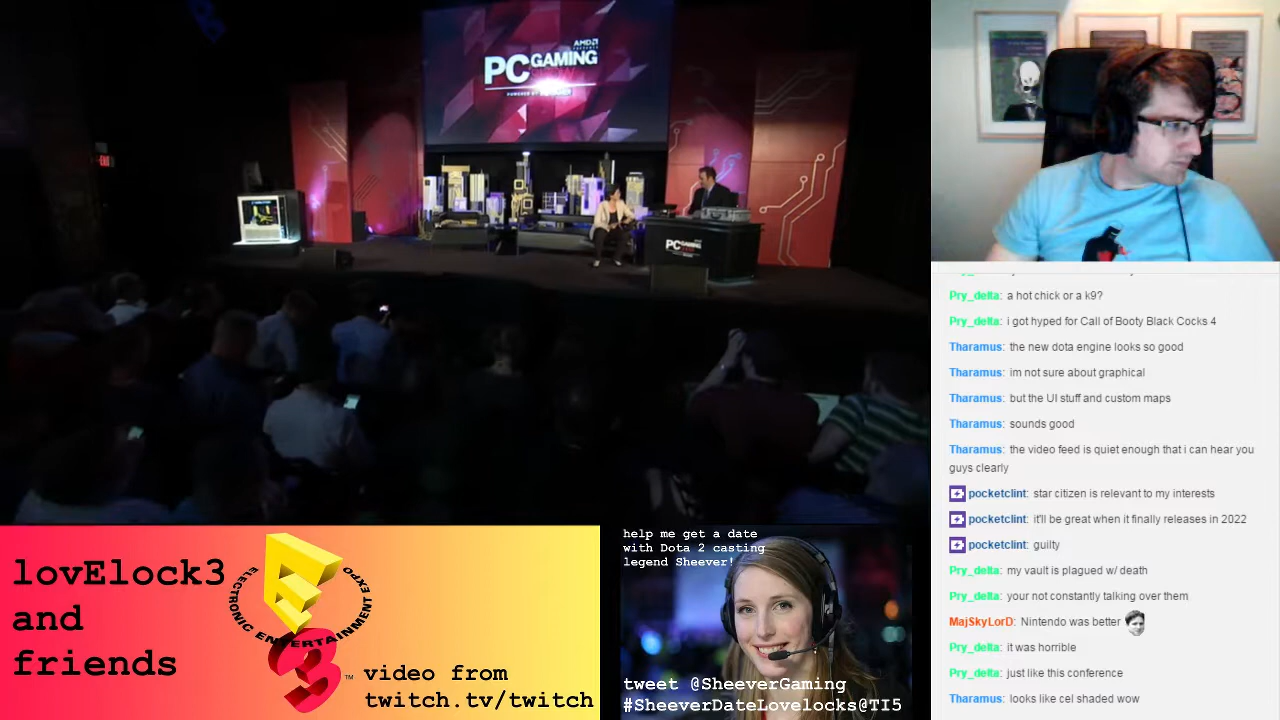 AMD
PRESENTS
PC GAMING
SHOW
POWERED BY
AMD
PC GAMING
SHOW
Pry_delta: a hot chick or a k9?
Pry_delta: i got hyped for Call of Booty Black Cocks 4
Tharamus: the new dota engine looks so good
Tharamus: im not sure about graphical
Tharamus: but the UI stuff and custom maps
Tharamus: sounds good
Tharamus: the video feed is quiet enough that i can hear you
guys clearly
pocketclint: star citizen is relevant to my interests
pocketclint: it'll be great when it finally releases in 2022
pocketclint: guilty
Pry_delta: my vault is plagued w/ death
Pry_delta: your not constantly talking over them
MajSkyLorD: Nintendo was better
Pry_delta: it was horrible
Pry_delta: just like this conference
Tharamus: looks like cel shaded wow
lovElock3
and
friends
ELECTRONIC ENTERTAINMENT EXPO
E3
TM
video from
twitch.tv/twitch
help me get a date
with Dota 2 casting
legend Sheever!
tweet @SheeverGaming
#SheeverDateLovelocks@TI5